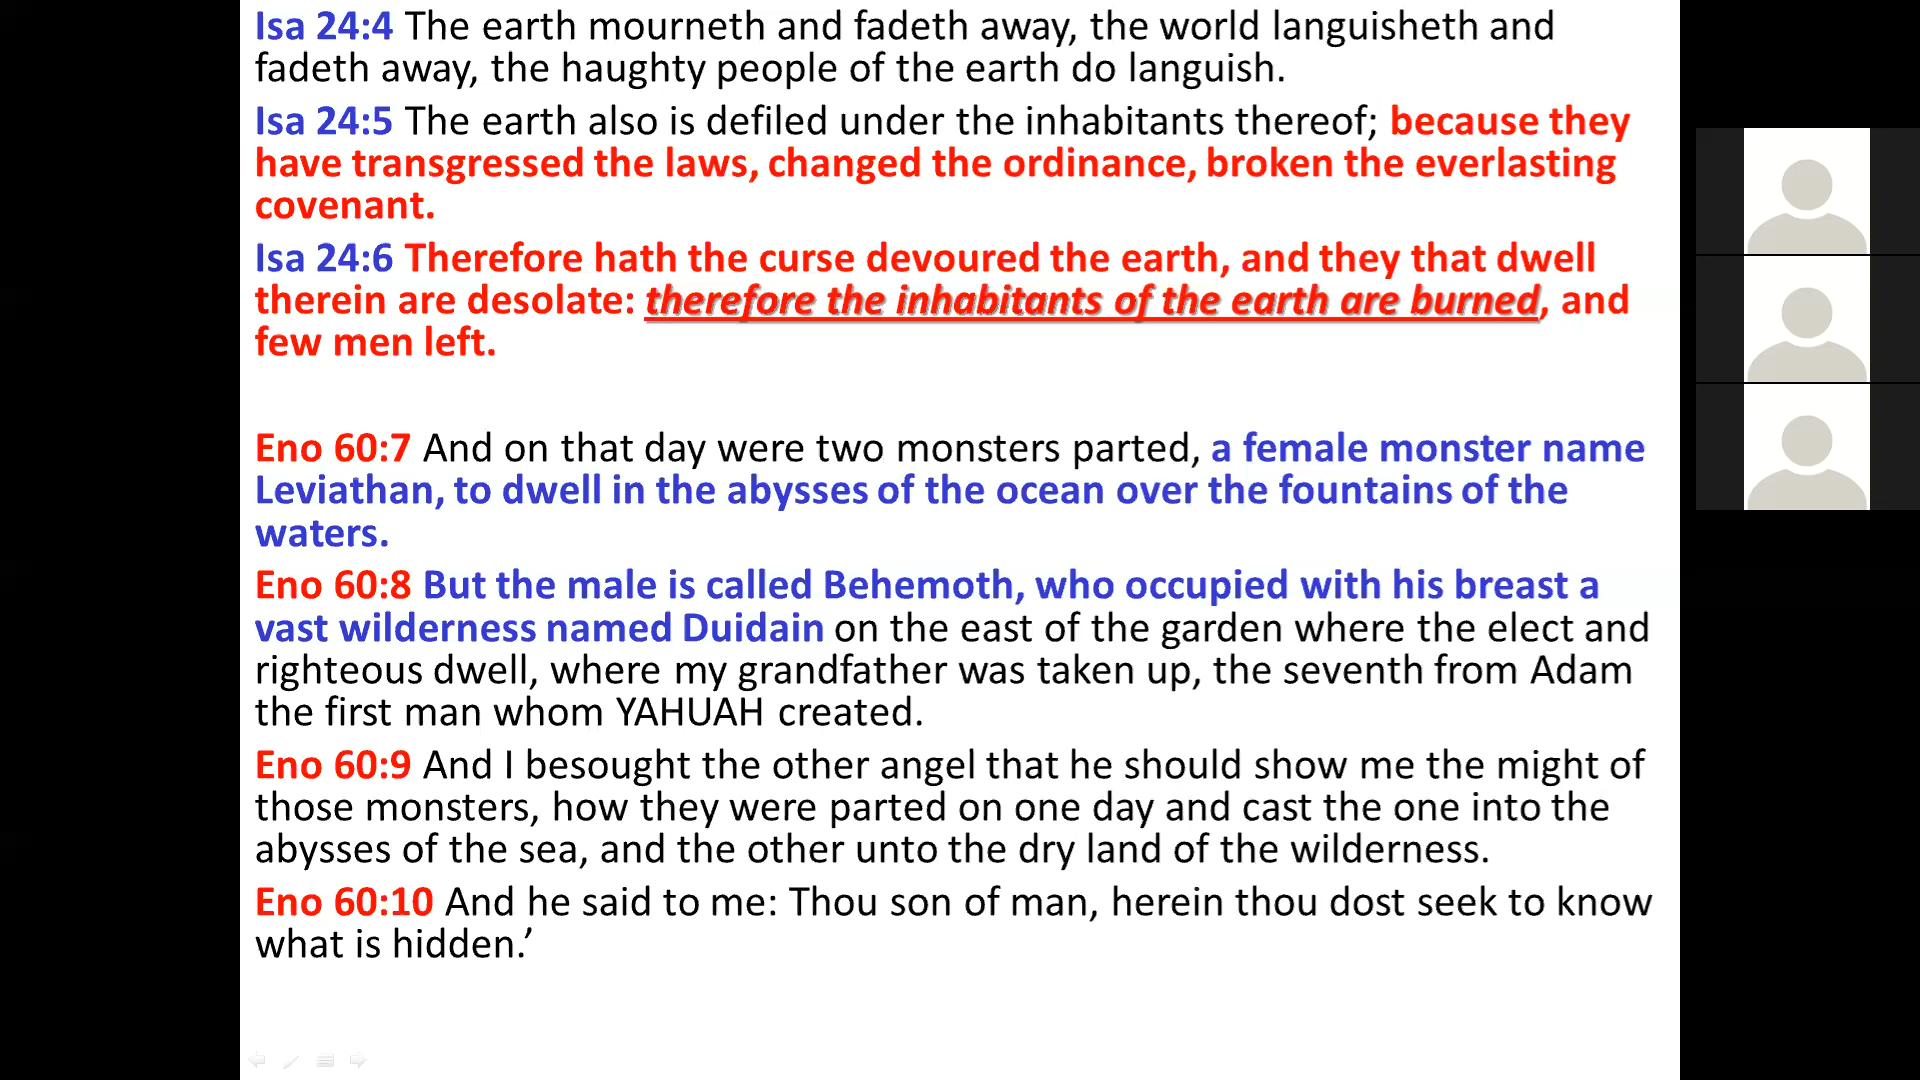 Isa 24:4 The earth mourneth and fadeth away, the world languisheth and
fadeth away, the haughty people of the earth do languish.
Isa 24:5 The earth also is defiled under the inhabitants thereof; because they
have transgressed the laws, changed the ordinance, broken the everlasting
covenant.
Isa 24:6 Therefore hath the curse devoured the earth, and they that dwell
therein are desolate: therefore the inhabitants of the earth are burned, and
few men left.
Eno 60:7 And on that day were two monsters parted, a female monster name
Leviathan, to dwell in the abysses of the ocean over the fountains of the
waters.
Eno 60:8 But the male is called Behemoth, who occupied with his breast a
vast wilderness named Duidain on the east of the garden where the elect and
righteous dwell, where my grandfather was taken up, the seventh from Adam
the first man whom YAHUAH created.
Eno 60:9 And I besought the other angel that he should show me the might of
those monsters, how they were parted on one day and cast the one into the
abysses of the sea, and the other unto the dry land of the wilderness.
Eno 60:10 And he said to me: Thou son of man, herein thou dost seek to know
what is hidden.’